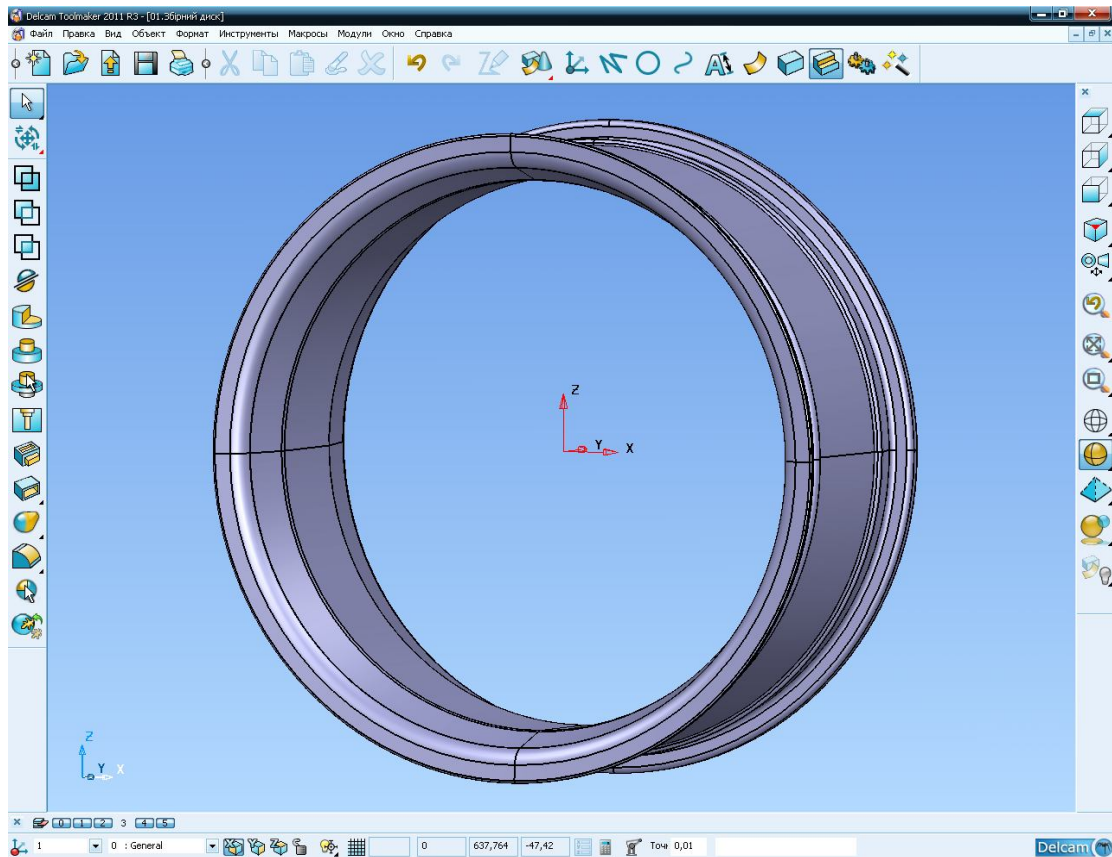 Delcam Toolmaker 2011 R3 - [01.Збірний диск]
Файл Правка Вид Объект Формат Инструменты Макросы Модули Окно Справка
Z
Y X
Z
Y X
0 1 2 3 4 5
1 0 : General 0 637,764 -47,42 Точн 0,01 Delcam